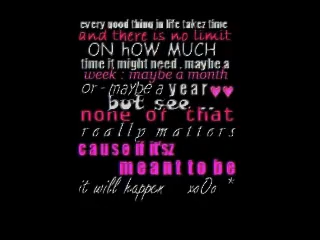 every good thing in life takez time
and there is no limit
ON hOW MUCH
time it might need . maybe a
week : maybe a month
or - maybe a year ♥♥
but see ..
none of that
really matters
cause if it'sz
meant to be
it will happen xoOo *